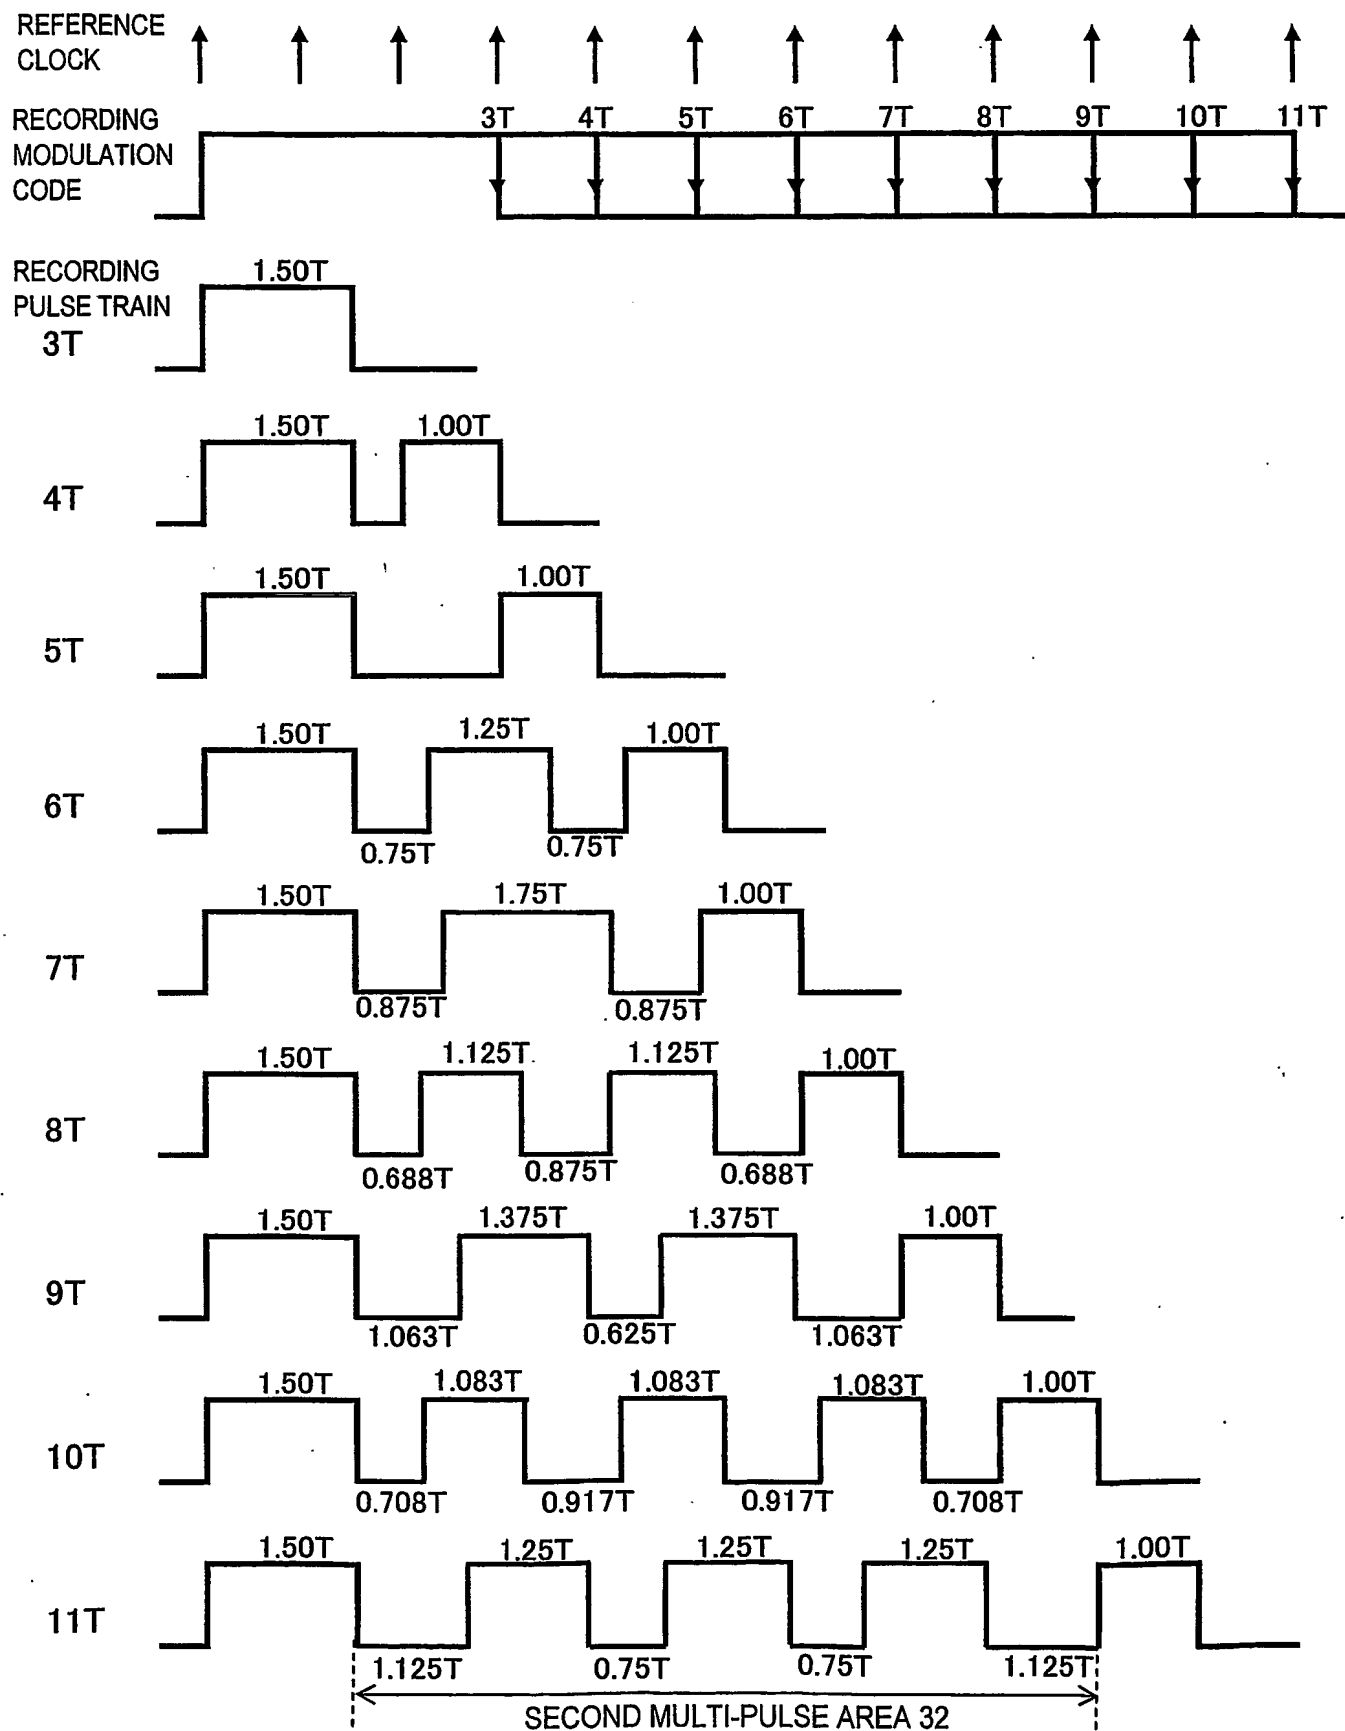 REFERENCE
CLOCK
RECORDING
MODULATION
CODE
3T 4T 5T 6T 7T 8T 9T 10T 11T
RECORDING
PULSE TRAIN
3T
1.50T
4T
1.50T 1.00T
5T
1.50T 1.00T
6T
1.50T 1.25T 1.00T
0.75T 0.75T
7T
1.50T 1.75T 1.00T
0.875T 0.875T
8T
1.50T 1.125T 1.125T 1.00T
0.688T 0.875T 0.688T
9T
1.50T 1.375T 1.375T 1.00T
1.063T 0.625T 1.063T
10T
1.50T 1.083T 1.083T 1.083T 1.00T
0.708T 0.917T 0.917T 0.708T
11T
1.50T 1.25T 1.25T 1.25T 1.00T
1.125T 0.75T 0.75T 1.125T
SECOND MULTI-PULSE AREA 32